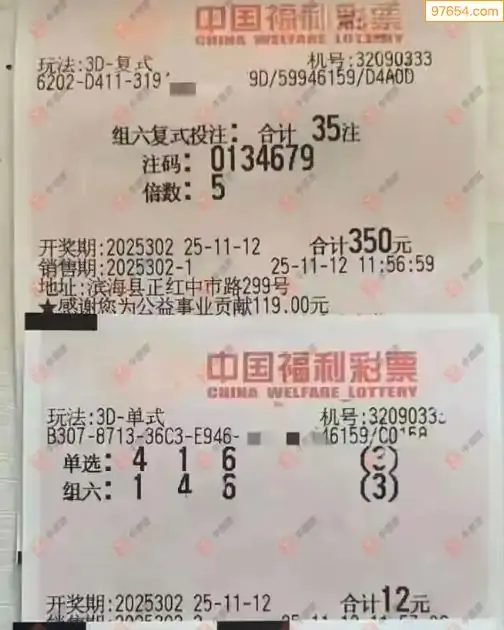 97654.com
中国福利彩票
CHINA WELFARE LOTTERY
玩法:3D-复式 机号:32090333
6202-D411-319 9D/59946159/D4A0D
组六复式投注: 合计 35注
注码: 0134679
倍数: 5
开奖期:2025302 25-11-12 合计350元
销售期:2025302-1 25-11-12 11:56:59
地址:滨海县正红中市路299号
★感谢您为公益事业贡献119.00元
中国福利彩票
CHINA WELFARE LOTTERY
玩法:3D-单式 机号:32090333
B307-8713-36C3-E946- 46159/C0158
单选: 4 1 6 (3)
组六: 1 4 6 (3)
开奖期:2025302 25-11-12 合计12元